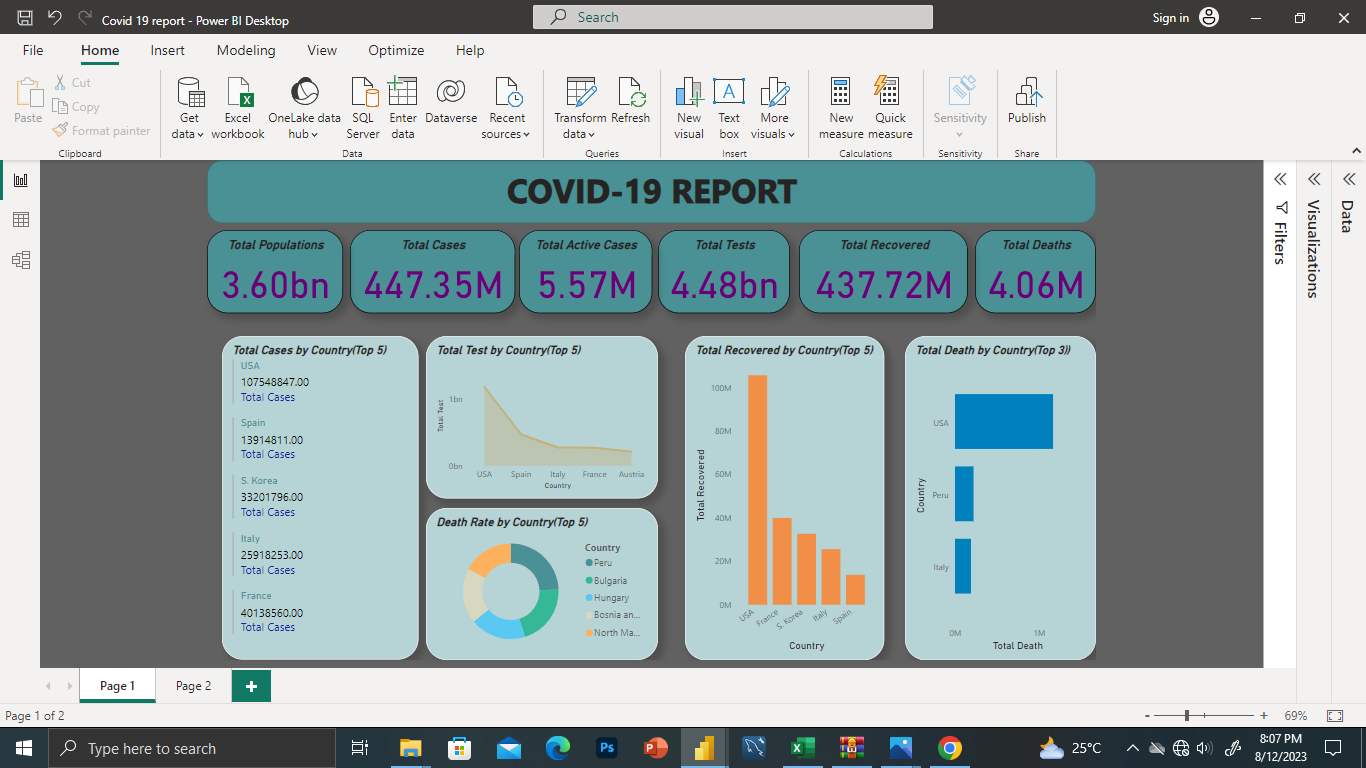 Covid 19 report - Power BI Desktop
Search
Sign in
File Home Insert Modeling View Optimize Help
Paste
Cut
Copy
Format painter
Clipboard
Get data
Excel workbook
OneLake data hub
SQL Server
Enter data
Dataverse
Recent sources
Data
Transform data
Refresh
Queries
New visual
Text box
More visuals
Insert
New measure
Quick measure
Calculations
Sensitivity
Sensitivity
Publish
Share
COVID-19 REPORT
Total Populations
3.60bn
Total Cases
447.35M
Total Active Cases
5.57M
Total Tests
4.48bn
Total Recovered
437.72M
Total Deaths
4.06M
Total Cases by Country(Top 5)
USA
107548847.00
Total Cases
Spain
13914811.00
Total Cases
S. Korea
33201796.00
Total Cases
Italy
25918253.00
Total Cases
France
40138560.00
Total Cases
Total Test by Country(Top 5)
Total Test
1bn
0bn
USA Spain Italy France Austria
Country
Death Rate by Country(Top 5)
Country
Peru
Bulgaria
Hungary
Bosnia an...
North Ma...
Total Recovered by Country(Top 5)
Total Recovered
100M
80M
60M
40M
20M
0M
USA France S. Korea Italy Spain
Country
Total Death by Country(Top 3))
Country
USA
Peru
Italy
0M 1M
Total Death
Filters
Visualizations
Data
Page 1
Page 2
+
Page 1 of 2
- + 69%
Type here to search
Ps
25°C
8:07 PM
8/12/2023